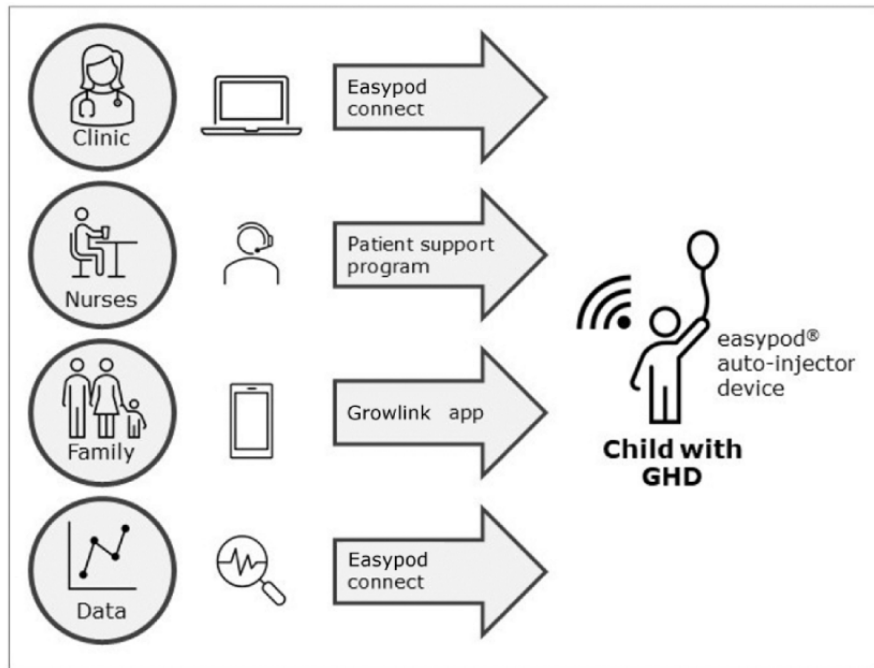 Clinic
Easypod
connect
Nurses
Patient support
program
Family
Growlink app
Data
Easypod
connect
easypod®
auto-injector
device
Child with
GHD